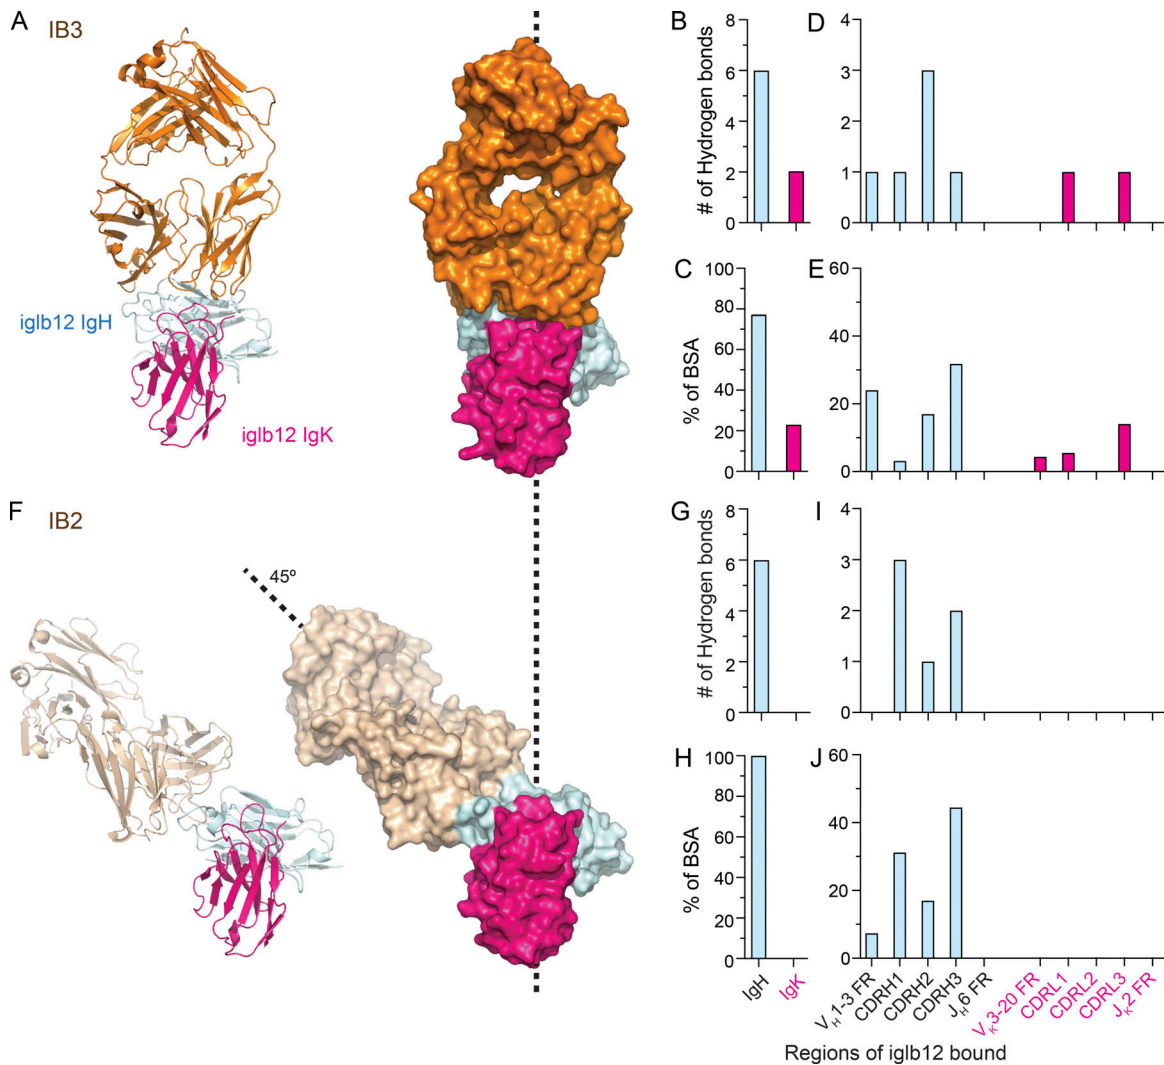 A
IB3
iglb12 IgH
iglb12 IgK
B
# of Hydrogen bonds
8
6
4
2
0
D
4
3
2
1
0
C
% of BSA
100
80
60
40
20
0
E
60
40
20
0
F
IB2
45º
G
# of Hydrogen bonds
8
6
4
2
0
I
4
3
2
1
0
H
% of BSA
100
80
60
40
20
0
IgH
IgK
J
60
40
20
0
VH1-3 FR
CDRH1
CDRH2
CDRH3
JH6 FR
VK3-20 FR
CDRL1
CDRL2
CDRL3
JK2 FR
Regions of iglb12 bound